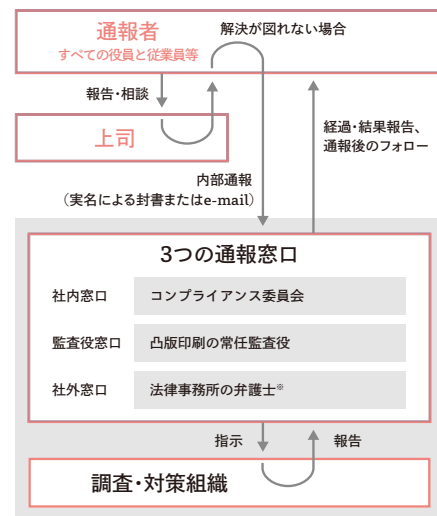 通報者
すべての役員と従業員等
解決が図れない場合
報告・相談
上司
経過・結果報告、
通報後のフォロー
内部通報
（実名による封書またはe-mail）
3つの通報窓口
社内窓口 コンプライアンス委員会
監査役窓口 凸版印刷の常任監査役
社外窓口 法律事務所の弁護士※
指示
報告
調査・対策組織